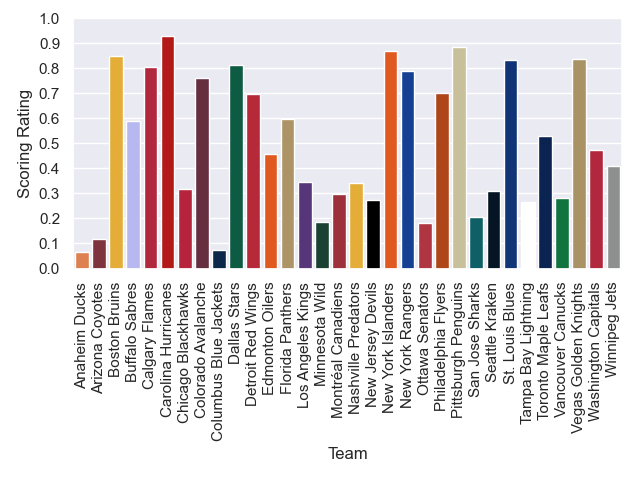 1.0
0.9
0.8
0.7
0.6
0.5
0.4
0.3
0.2
0.1
0.0
Scoring Rating
Anaheim Ducks
Arizona Coyotes
Boston Bruins
Buffalo Sabres
Calgary Flames
Carolina Hurricanes
Chicago Blackhawks
Colorado Avalanche
Columbus Blue Jackets
Dallas Stars
Detroit Red Wings
Edmonton Oilers
Florida Panthers
Los Angeles Kings
Minnesota Wild
Montréal Canadiens
Nashville Predators
New Jersey Devils
New York Islanders
New York Rangers
Ottawa Senators
Philadelphia Flyers
Pittsburgh Penguins
San Jose Sharks
Seattle Kraken
St. Louis Blues
Tampa Bay Lightning
Toronto Maple Leafs
Vancouver Canucks
Vegas Golden Knights
Washington Capitals
Winnipeg Jets
Team